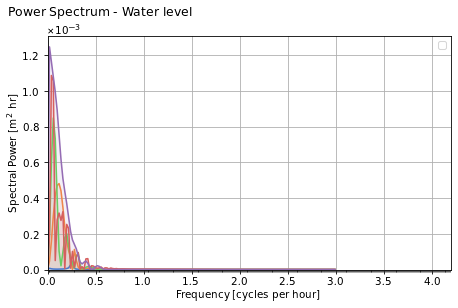 Power Spectrum - Water level
×10⁻³
1.2
1.0
0.8
0.6
0.4
0.2
0.0
Spectral Power [m² hr]
0.0 0.5 1.0 1.5 2.0 2.5 3.0 3.5 4.0
Frequency [cycles per hour]